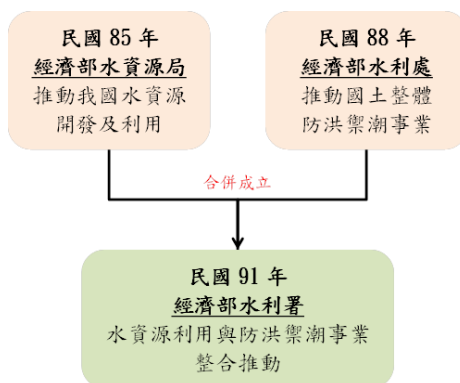 民國 85 年
經濟部水資源局
推動我國水資源
開發及利用
民國 88 年
經濟部水利處
推動國土整體
防洪禦潮事業
合併成立
民國 91 年
經濟部水利署
水資源利用與防洪禦潮事業
整合推動